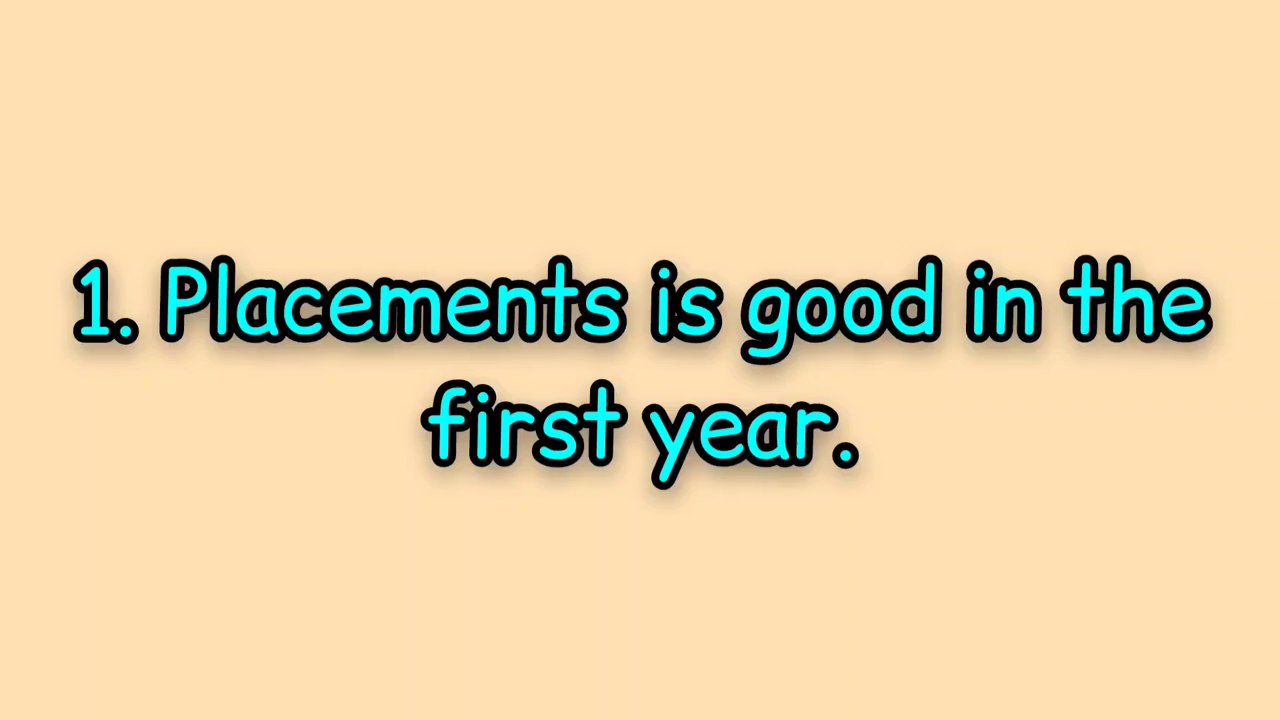 1. Placements is good in the
first year.